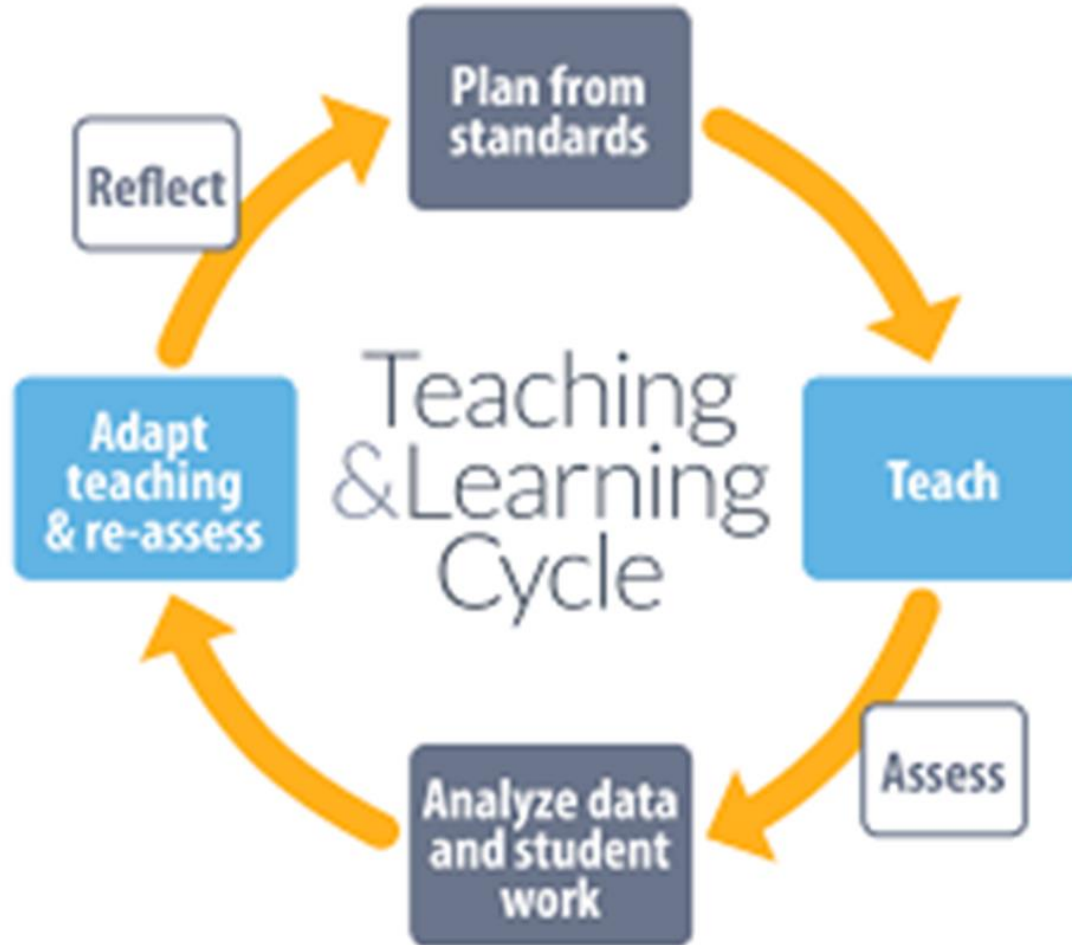 Plan from
standards
Reflect
Teaching
&Learning
Cycle
Adapt
teaching
& re-assess
Teach
Assess
Analyze data
and student
work